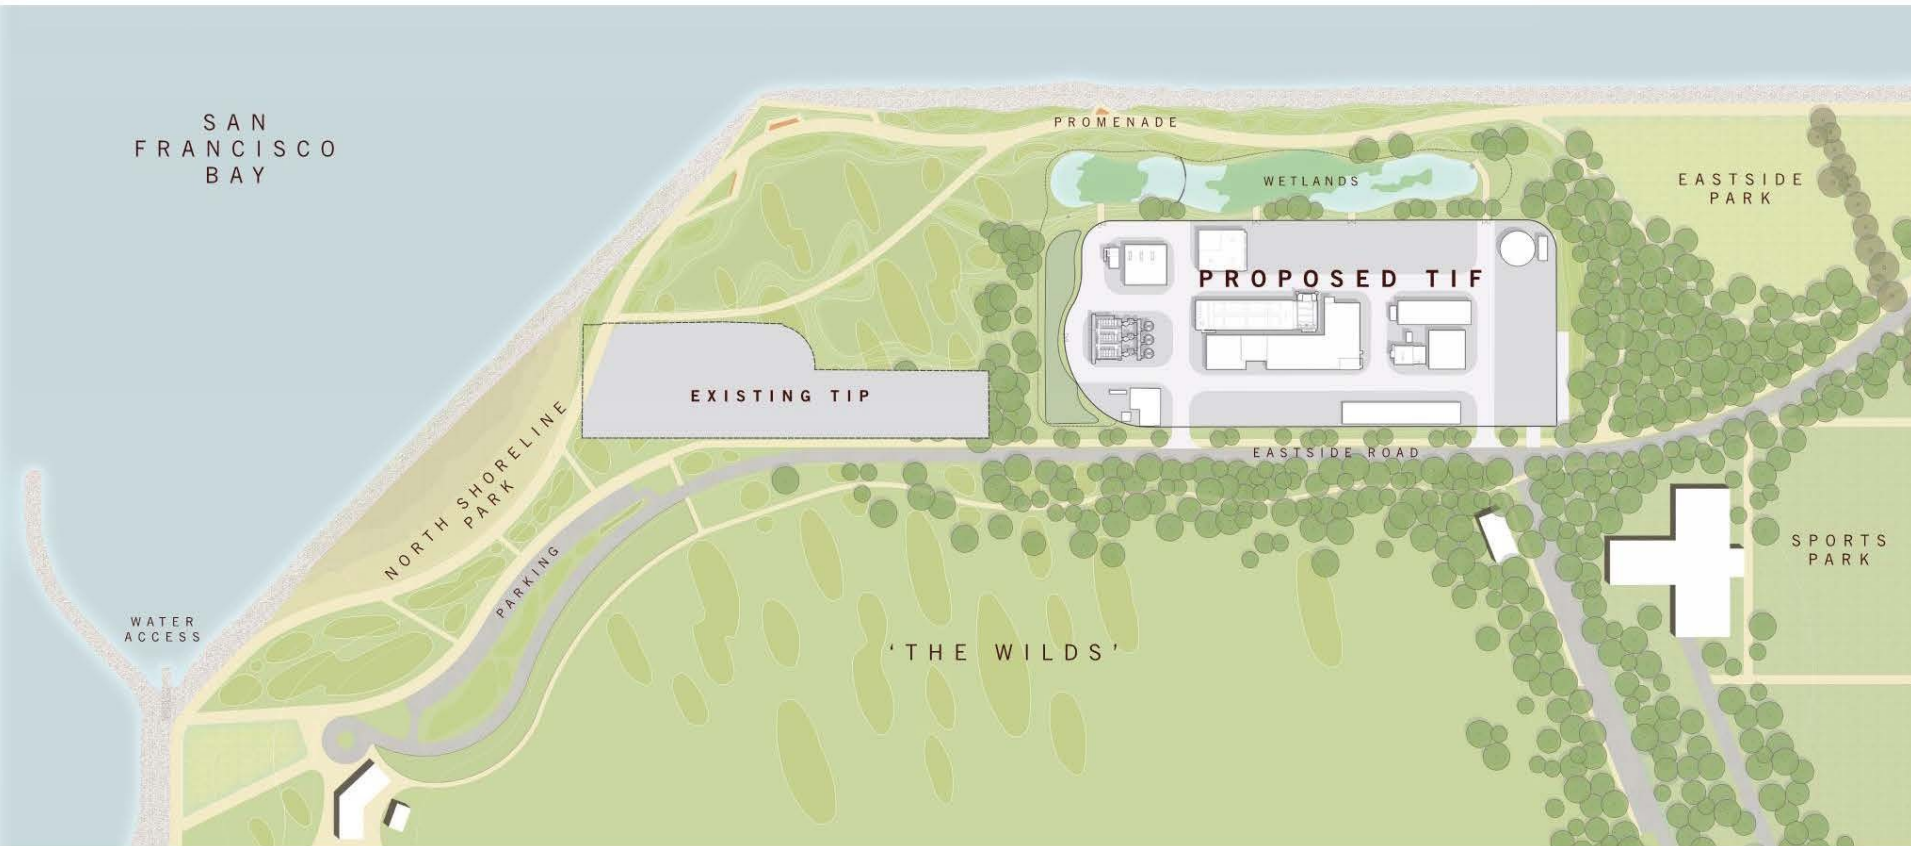 SAN
FRANCISCO
BAY
PROMENADE
WETLANDS
EASTSIDE
PARK
PROPOSED TIF
EXISTING TIP
NORTH SHORELINE
PARK
EASTSIDE ROAD
PARKING
SPORTS
PARK
WATER
ACCESS
'THE WILDS'